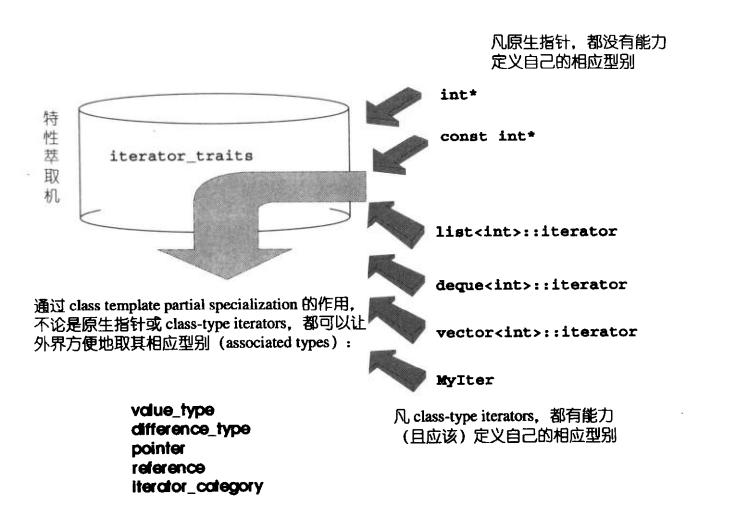 凡原生指针，都没有能力
定义自己的相应型别
int*
const int*
特性萃取机
iterator_traits
list<int>::iterator
deque<int>::iterator
vector<int>::iterator
MyIter
通过 class template partial specialization 的作用，
不论是原生指针或 class-type iterators，都可以让
外界方便地取其相应型别（associated types）：
value_type
difference_type
pointer
reference
iterator_category
凡 class-type iterators，都有能力
（且应该）定义自己的相应型别